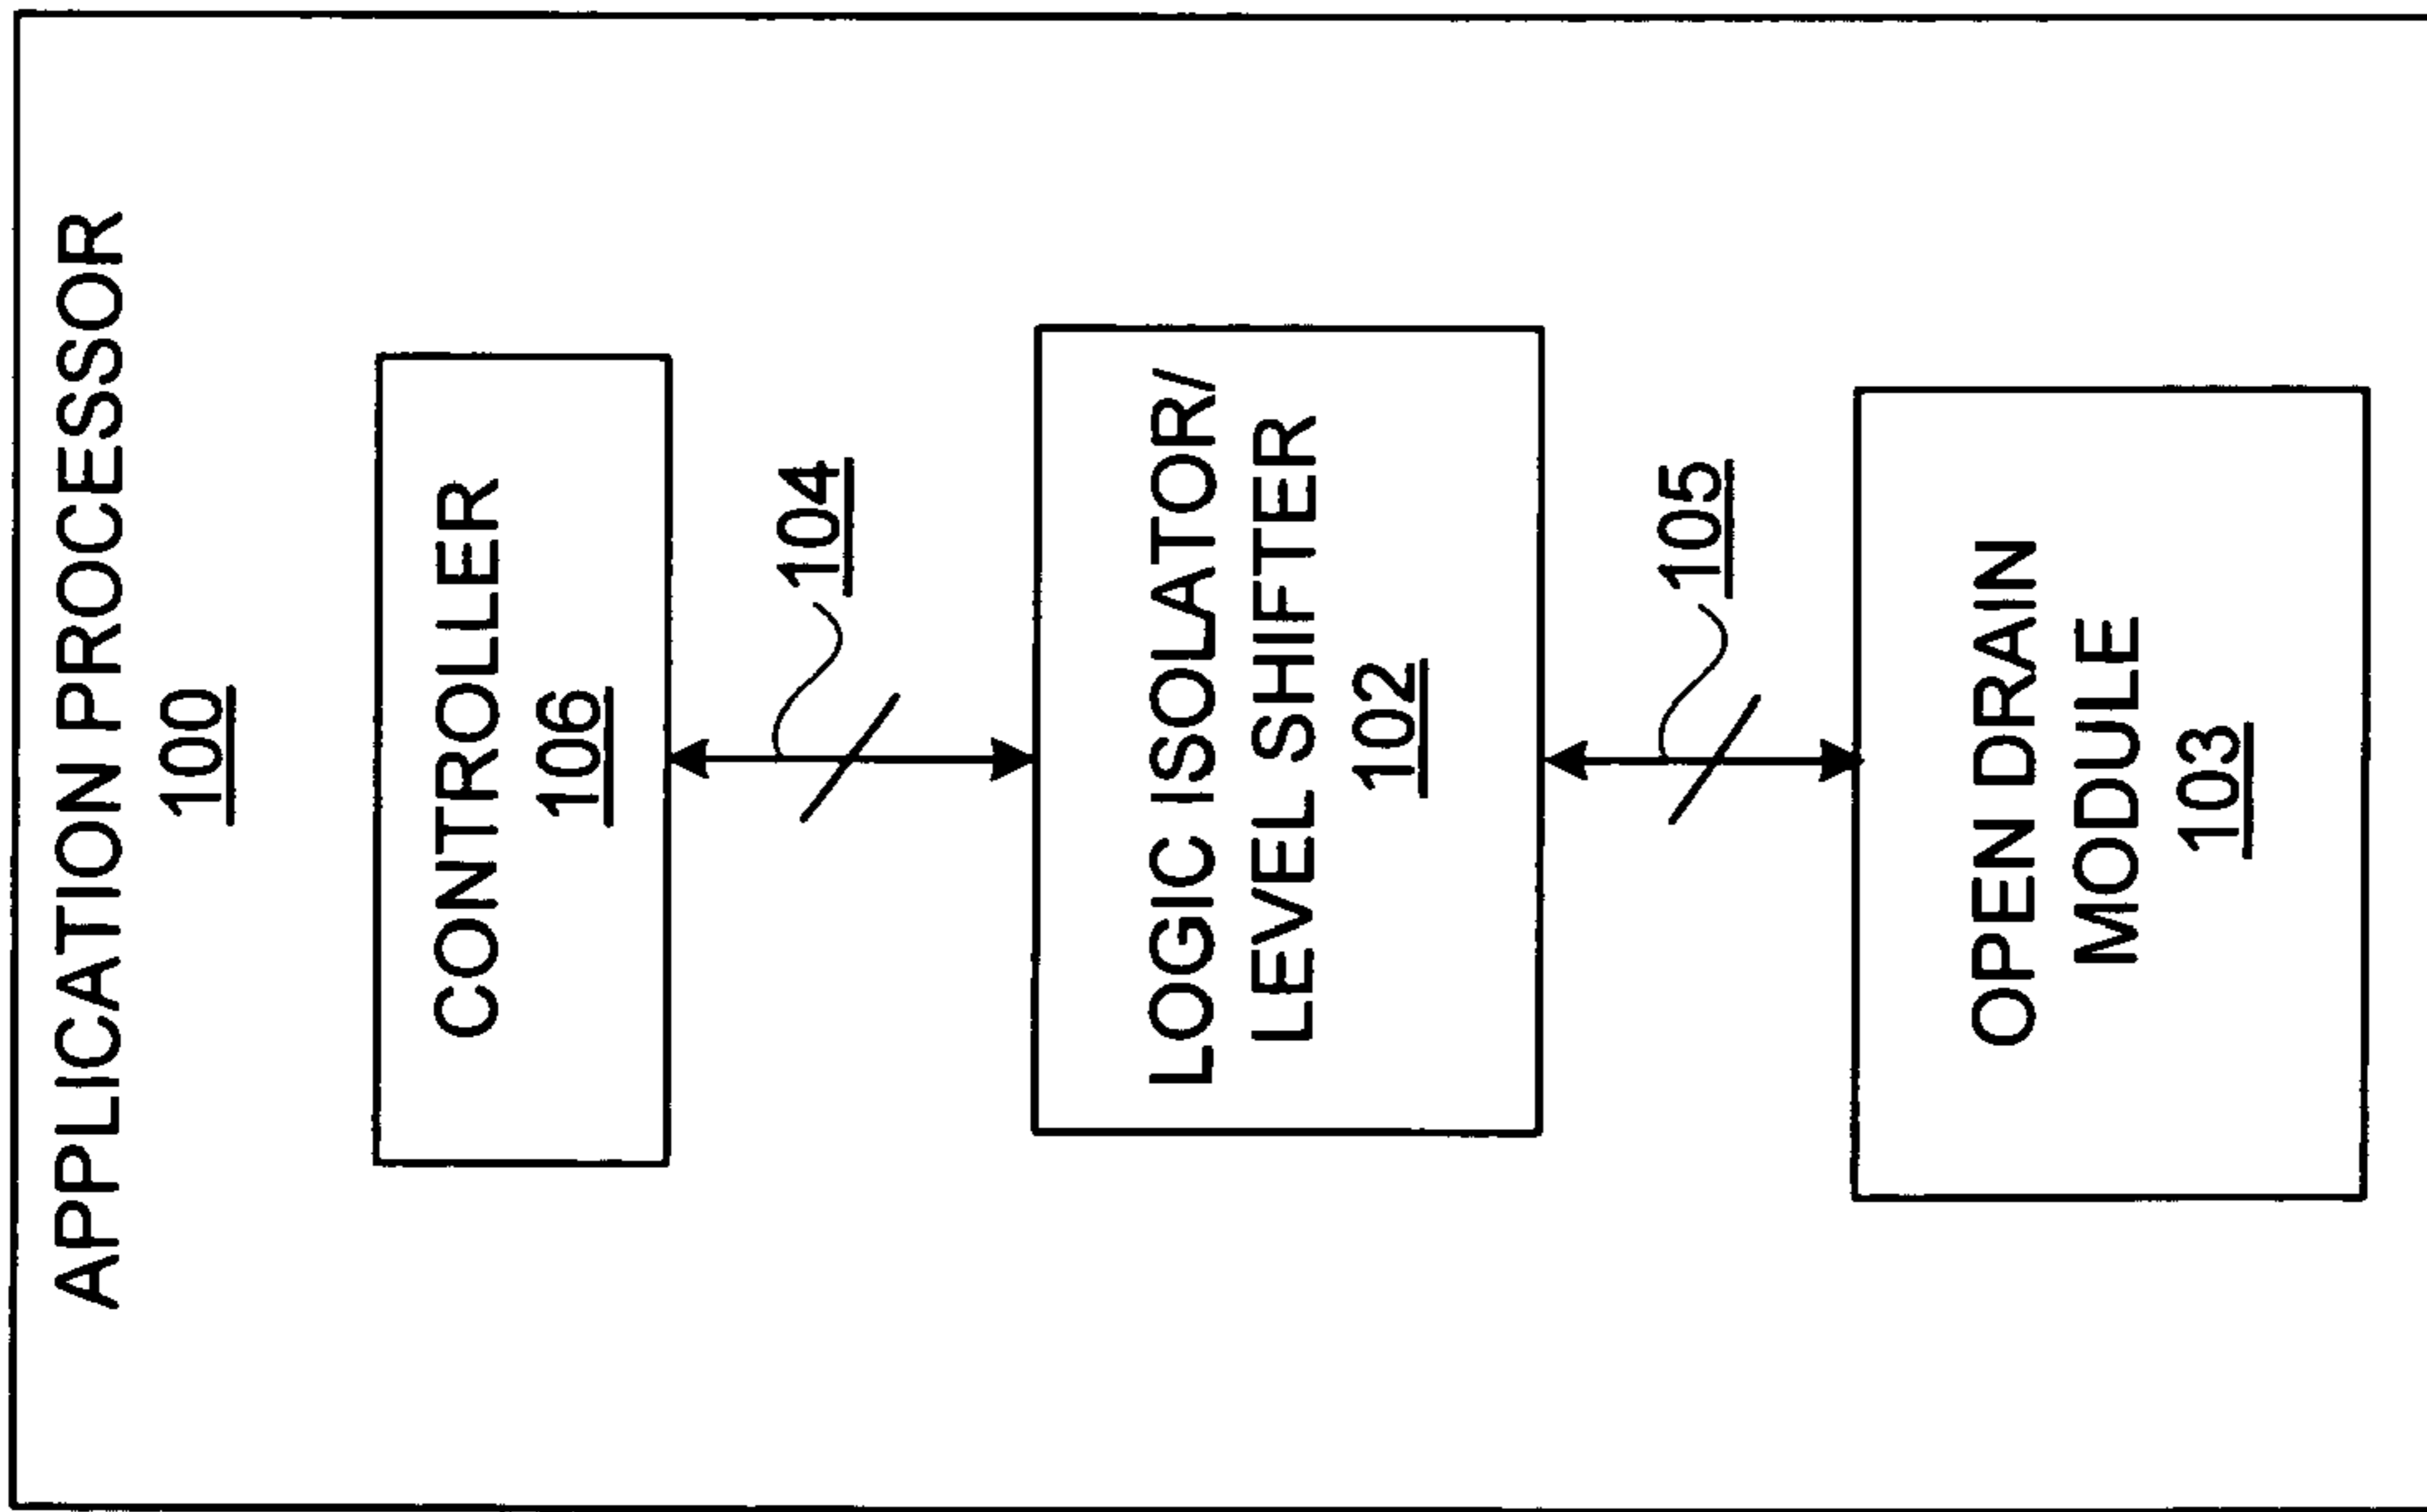 APPLICATION PROCESSOR
100
CONTROLLER
106
104
LOGIC ISOLATOR/
LEVEL SHIFTER
102
105
OPEN DRAIN
MODULE
103